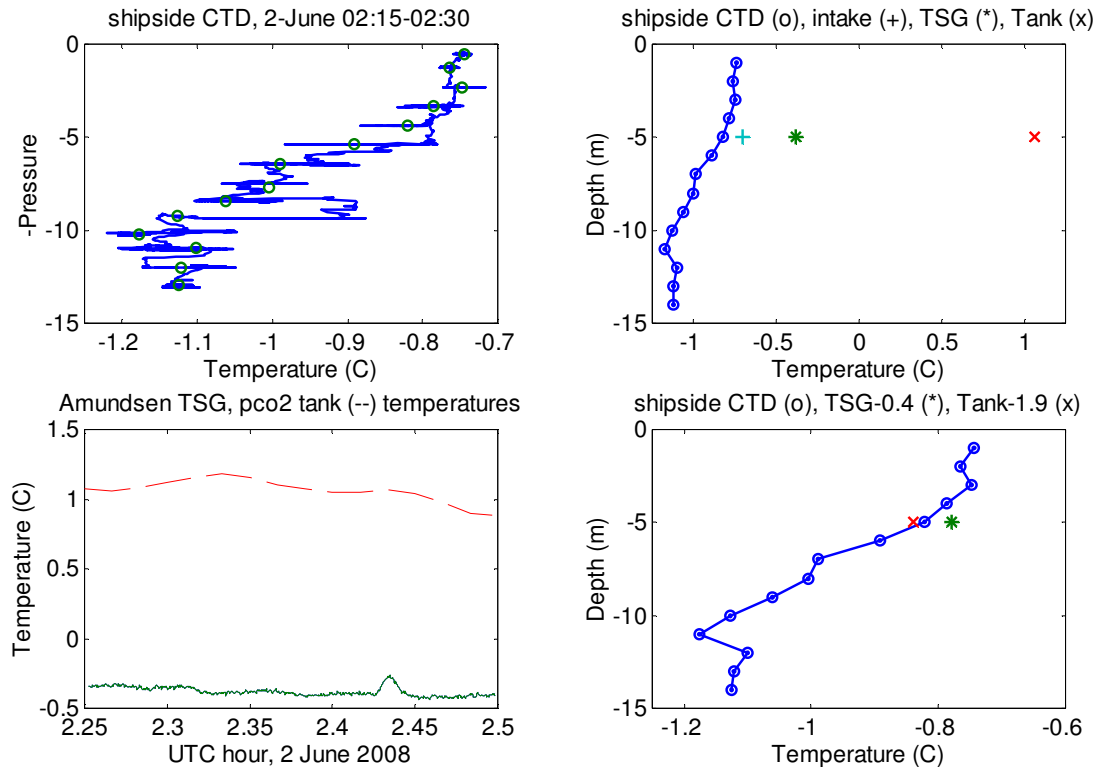 shipside CTD, 2-June 02:15-02:30
0
-5
-10
-15
-Pressure
-1.2 -1.1 -1 -0.9 -0.8 -0.7
Temperature (C)
shipside CTD (o), intake (+), TSG (*), Tank (x)
0
-5
-10
-15
Depth (m)
-1 -0.5 0 0.5 1
Temperature (C)
Amundsen TSG, pco2 tank (--) temperatures
1.5
1
0.5
0
-0.5
Temperature (C)
2.25 2.3 2.35 2.4 2.45 2.5
UTC hour, 2 June 2008
shipside CTD (o), TSG-0.4 (*), Tank-1.9 (x)
0
-5
-10
-15
Depth (m)
-1.2 -1 -0.8 -0.6
Temperature (C)